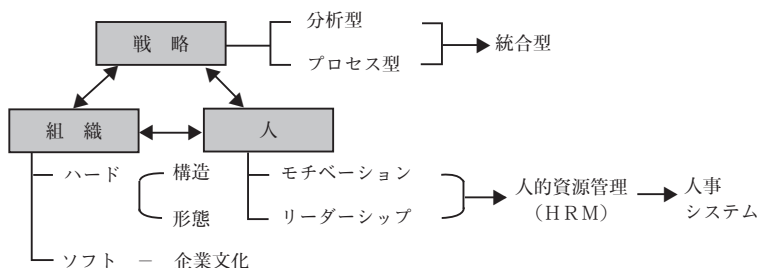 戦　略
分析型
プロセス型
統合型
組　織
人
ハード
構造
形態
ソフト － 企業文化
モチベーション
リーダーシップ
人的資源管理
（ＨＲＭ）
人事
システム